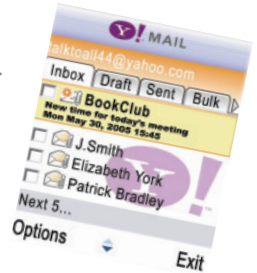 Y! MAIL
talktoall44@yahoo.com
Inbox Draft Sent Bulk
BookClub
New time for today's meeting
Mon May 30, 2005 15:45
J.Smith
Elizabeth York
Patrick Bradley
Y!
Next 5...
Options Exit